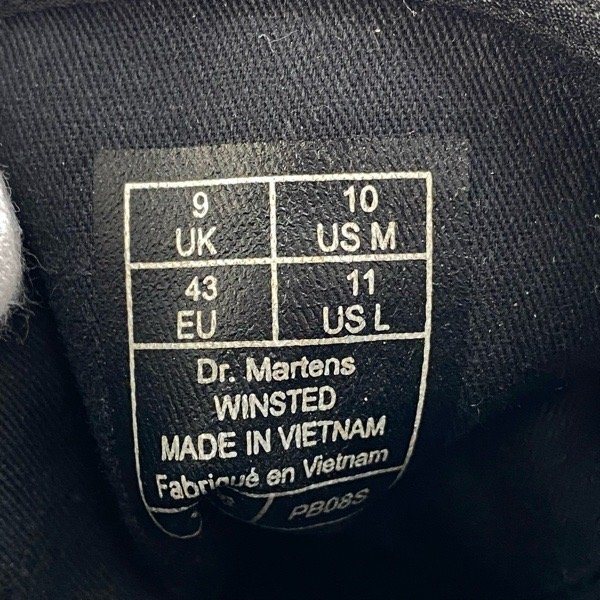 9 UK
10 US M
43 EU
11 US L
Dr. Martens
WINSTED
MADE IN VIETNAM
Fabriqué en Vietnam
PB08S